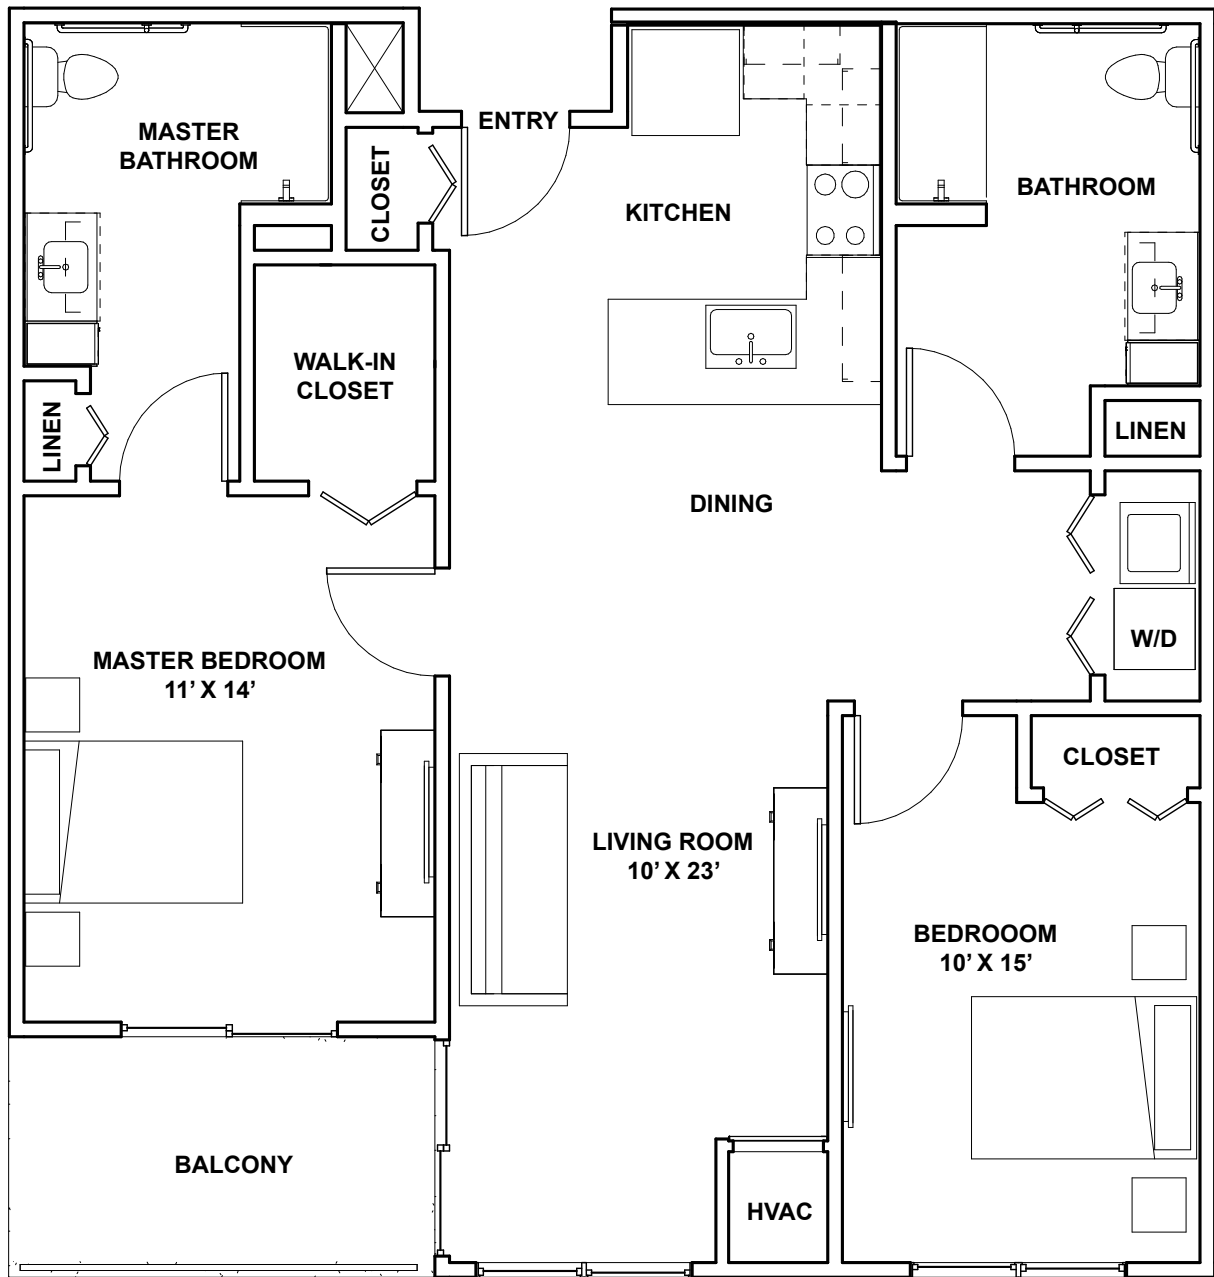 ENTRY
MASTER
BATHROOM
CLOSET
KITCHEN
BATHROOM
WALK-IN
CLOSET
LINEN
LINEN
DINING
W/D
MASTER BEDROOM
11’ X 14’
CLOSET
LIVING ROOM
10’ X 23’
BEDROOOM
10’ X 15’
BALCONY
HVAC